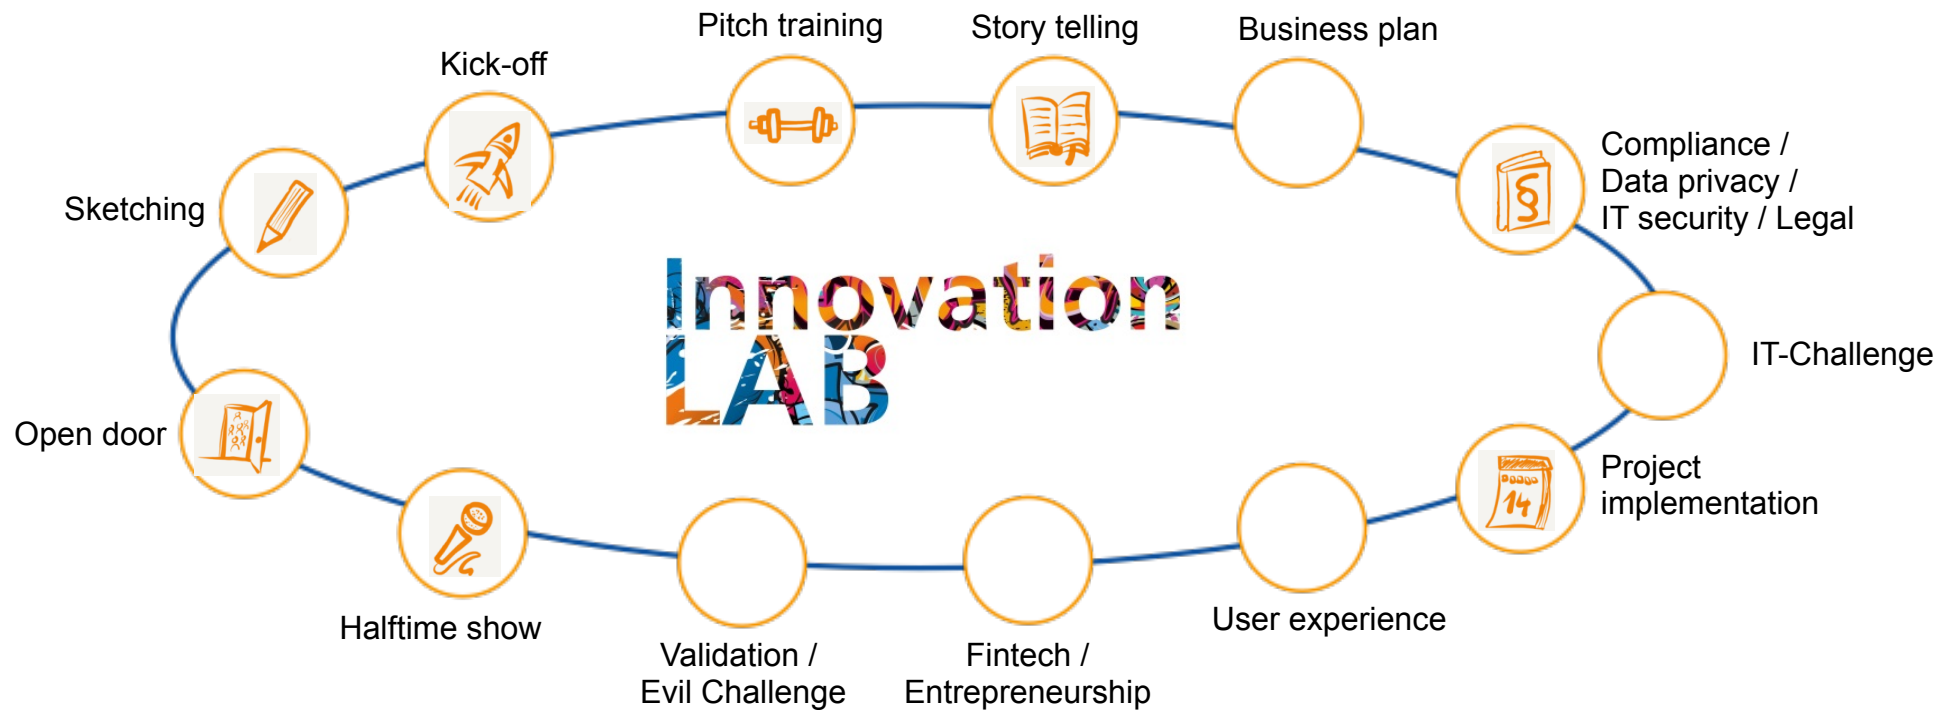 Pitch training
Story telling
Business plan
Kick-off
Compliance /
Data privacy /
IT security / Legal
Sketching
§
Innovation
LAB
IT-Challenge
Open door
Project
implementation
14
Halftime show
User experience
Validation /
Evil Challenge
Fintech /
Entrepreneurship